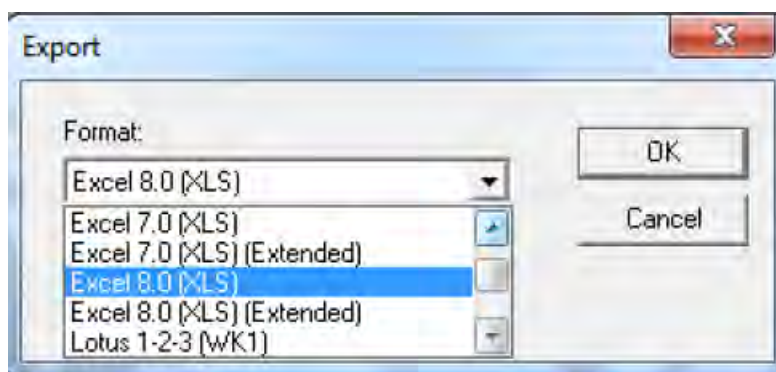 Export
Format:
Excel 8.0 (XLS)
Excel 7.0 (XLS)
Excel 7.0 (XLS) (Extended)
Excel 8.0 (XLS)
Excel 8.0 (XLS) (Extended)
Lotus 1-2-3 (WK1)
OK
Cancel